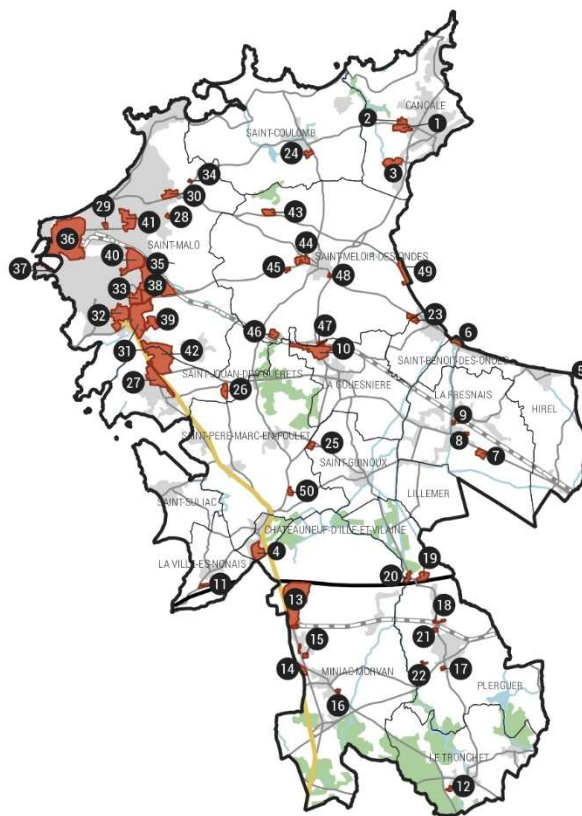 CANCALE
2
1
SAINT-COULOMB
24
3
34
30
29
41
28
43
36
SAINT-MALO
44
40
35
SAINT-MELOIR-DES-ONDES
37
45
48
49
33
38
32
39
23
46
47
6
31
42
10
SAINT-BENOIT-DES-ONDES
5
SAINT-JOUAN-DES-GUERETS
LA GOUESNIERE
27
26
LA FRESNAIS
HIREL
9
8
SAINT-PERE-MARC-EN-POULET
25
7
SAINT-GUINOUX
50
LILLEMER
SAINT-SULIAC
CHATEAUNEUF-D'ILLE-ET-VILAINE
4
LA VILLE-ES-NONAIS
20
19
11
13
18
15
21
14
MINIAC-MORVAN
22
17
PLERGUER
16
LE TRONCHET
12